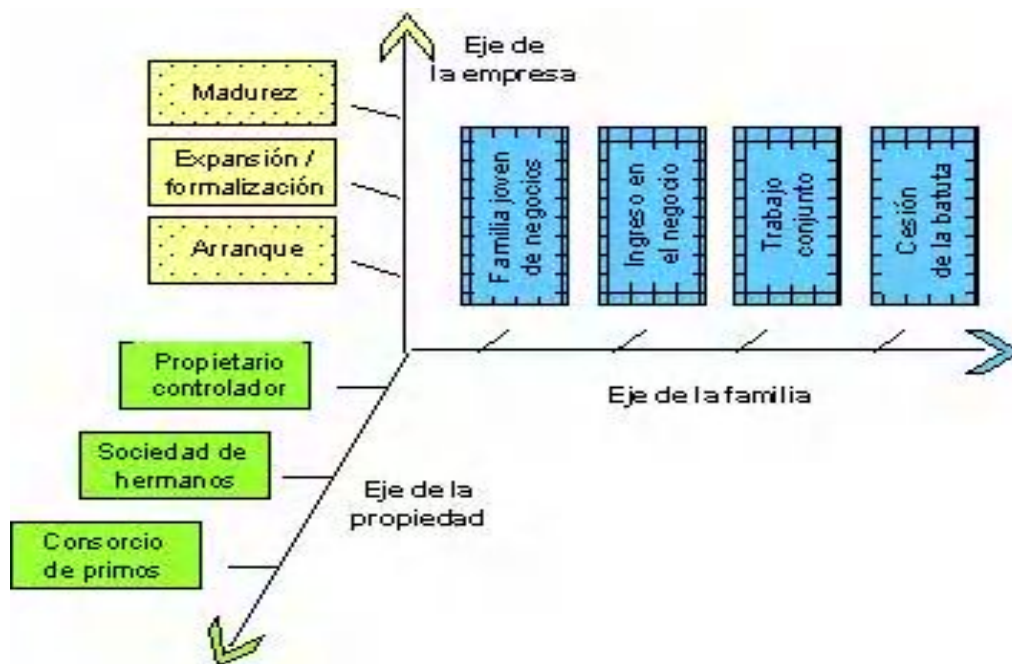 Eje de
la empresa
Madurez
Expansión /
formalización
Arranque
Familia joven
de negocios
Ingreso en
el negocio
Trabajo
conjunto
Cesión
de la batuta
Eje de la familia
Propietario
controlador
Sociedad de
hermanos
Consorcio
de primos
Eje de la
propiedad